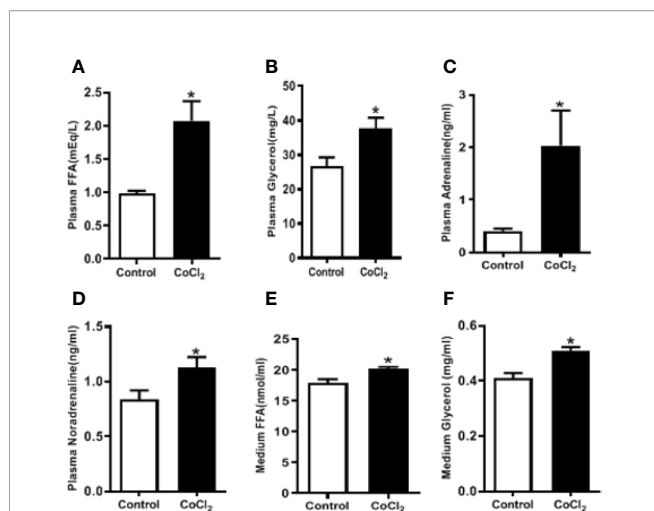 A
Plasma FFA(mEq/L)
2.5
2.0
1.5
1.0
0.5
0.0
*
Control CoCl₂
B
Plasma Glycerol(mg/L)
50
40
30
20
10
0
*
Control CoCl₂
C
Plasma Adrenaline(ng/ml)
3
2
1
0
*
Control CoCl₂
D
Plasma Noradrenaline(ng/ml)
1.5
1.0
0.5
0.0
*
Control CoCl₂
E
Medium FFA(nmol/ml)
25
20
15
10
5
0
*
Control CoCl₂
F
Medium Glycerol (mg/ml)
0.6
0.4
0.2
0.0
*
Control CoCl₂